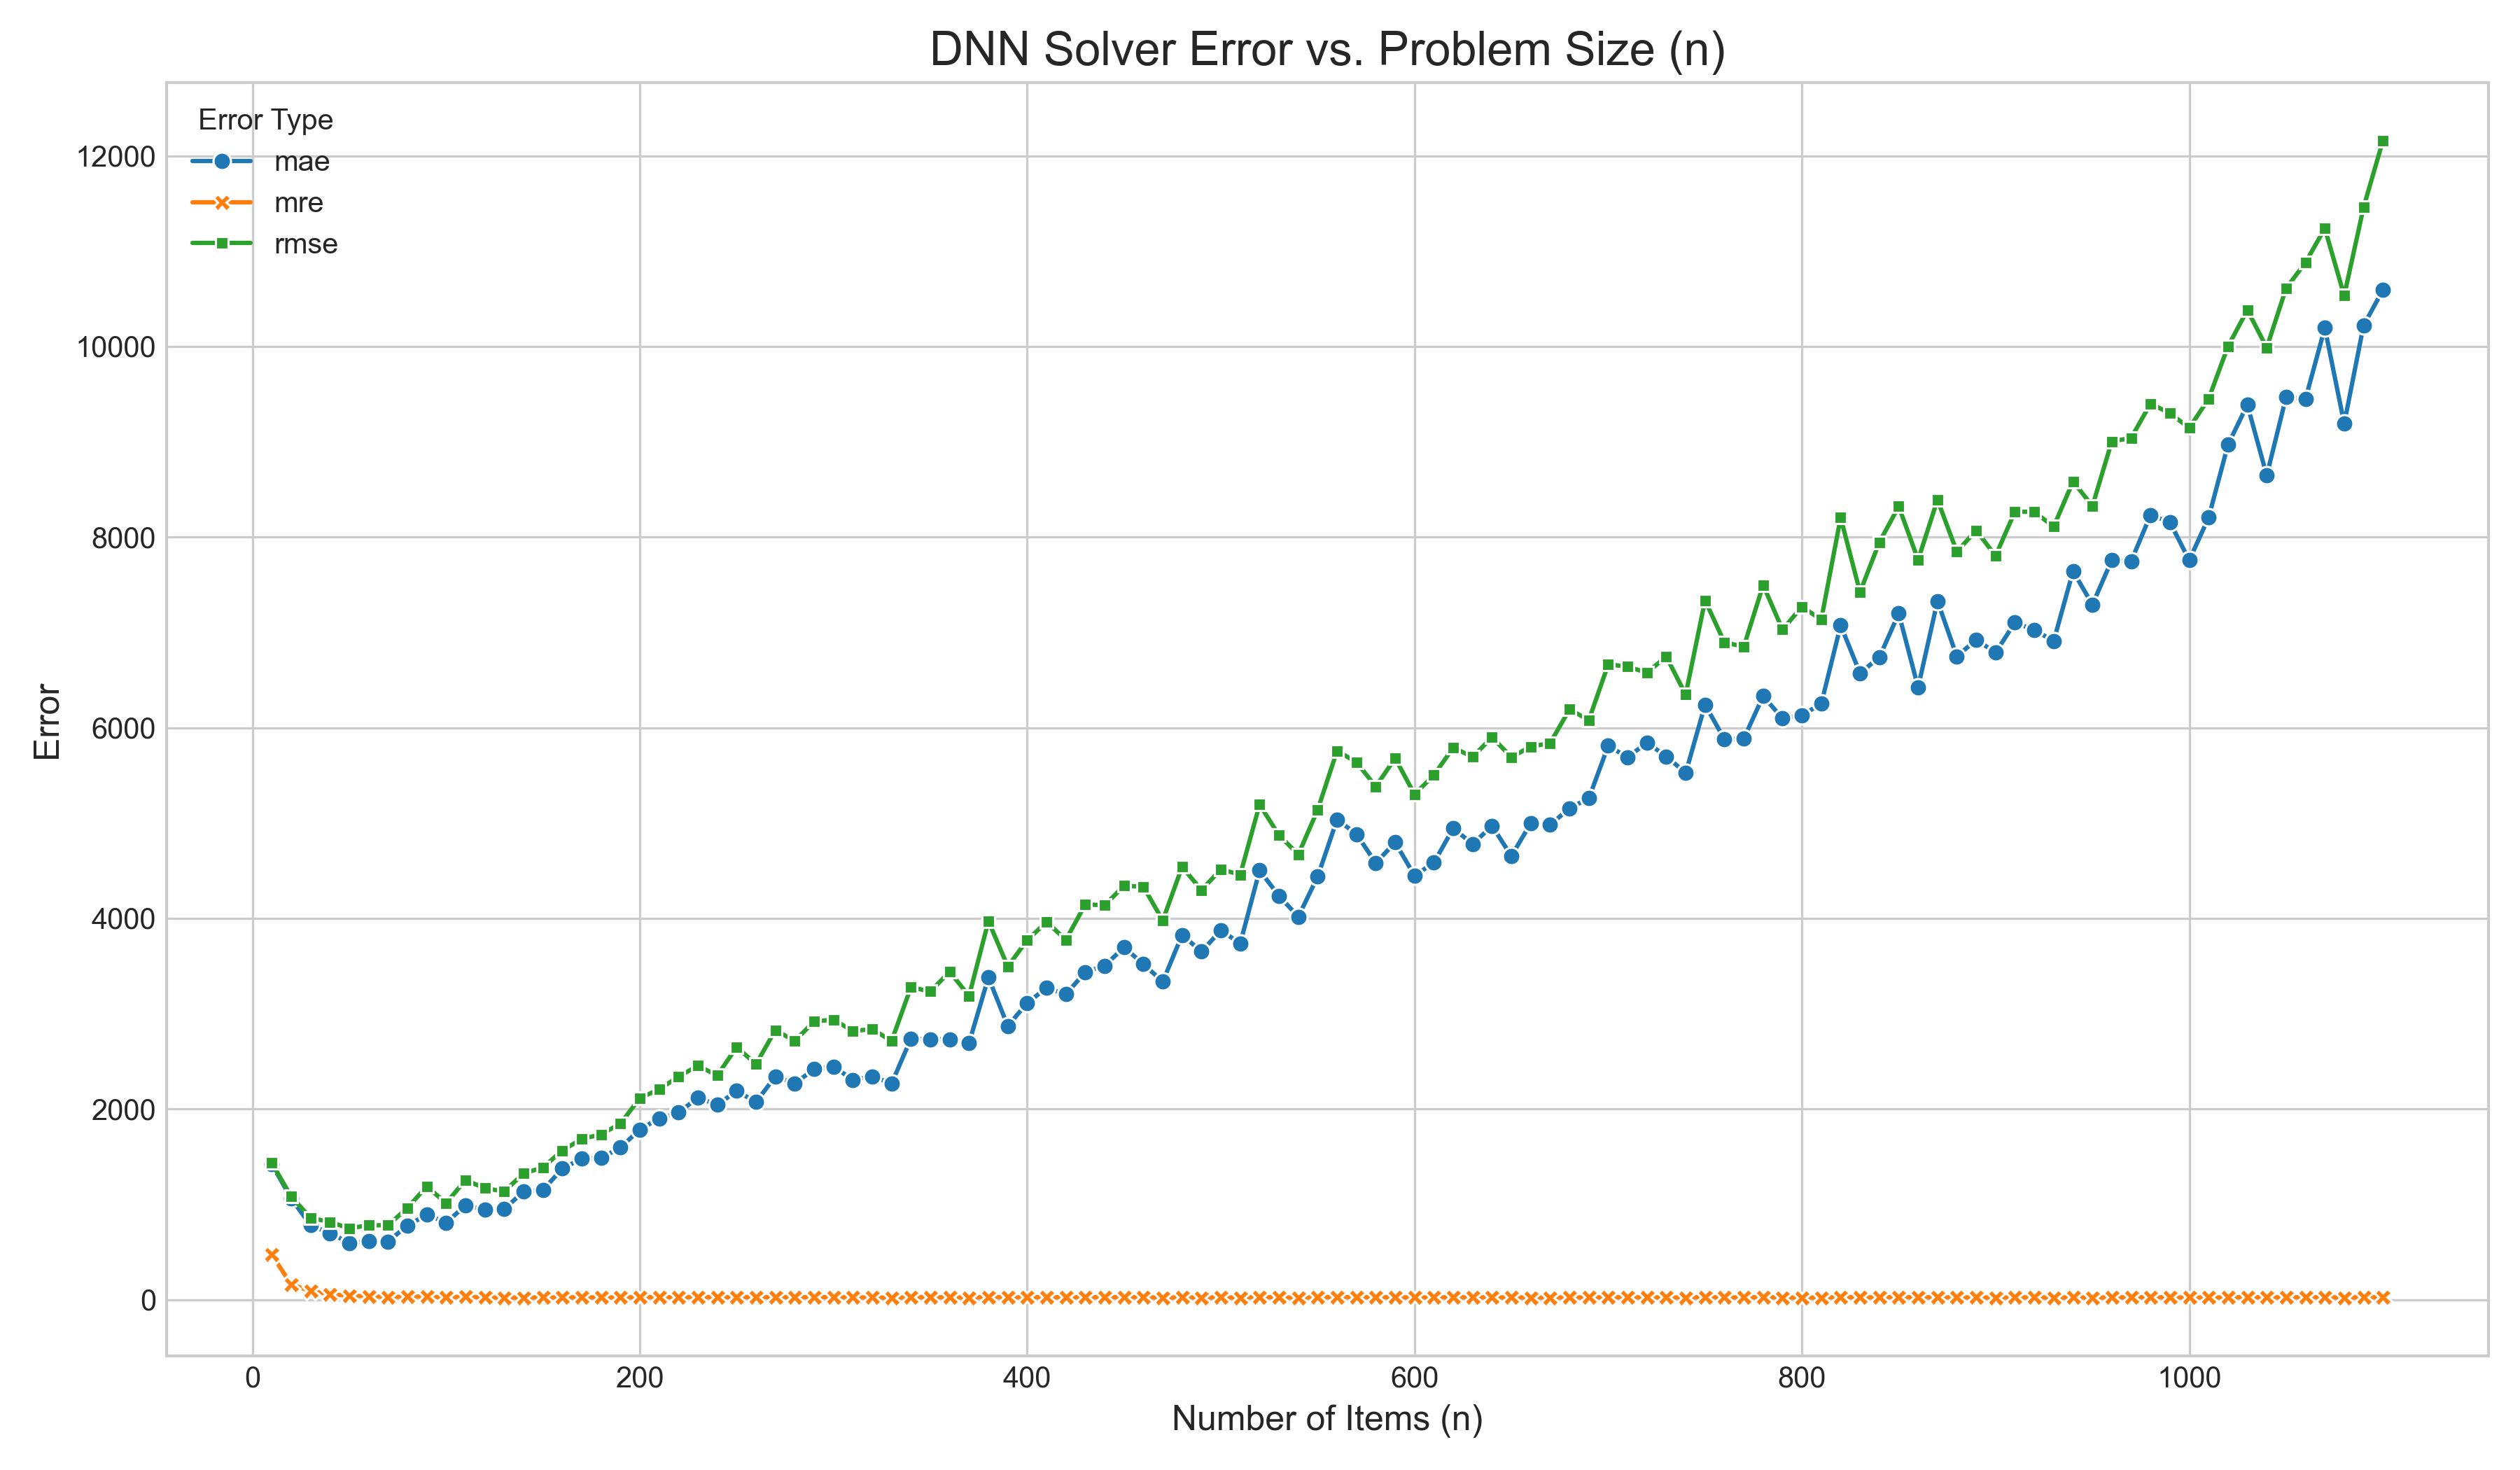 DNN Solver Error vs. Problem Size (n)
Error Type
mae
mre
rmse
12000
10000
8000
6000
4000
2000
0
Error
0 200 400 600 800 1000
Number of Items (n)